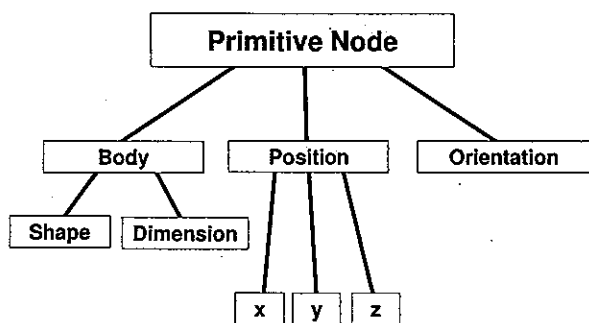 Primitive Node
Body
Position
Orientation
Shape
Dimension
x
y
z